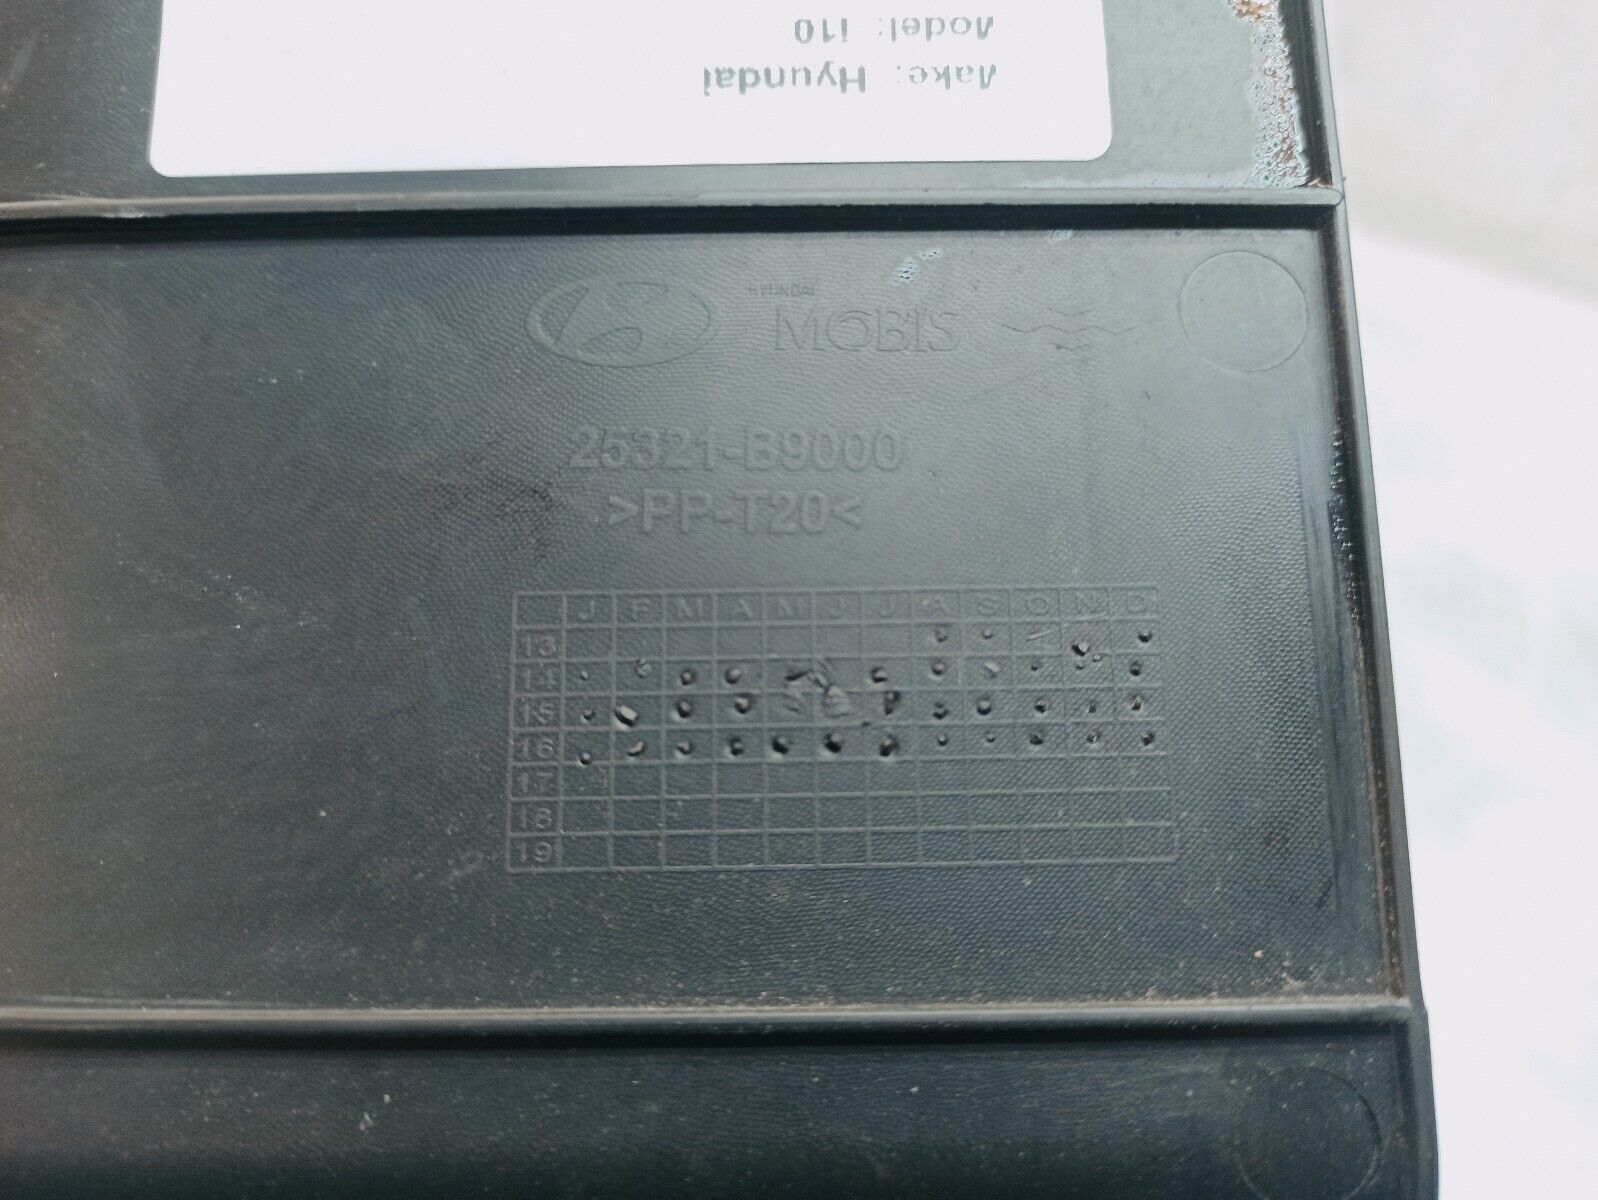 Model: i10
Make: Hyundai
HYUNDAI
MOBIS
25321-B9000
>PP-T20<
J F M A M J J A S O N D
13
14
15
16
17
18
19